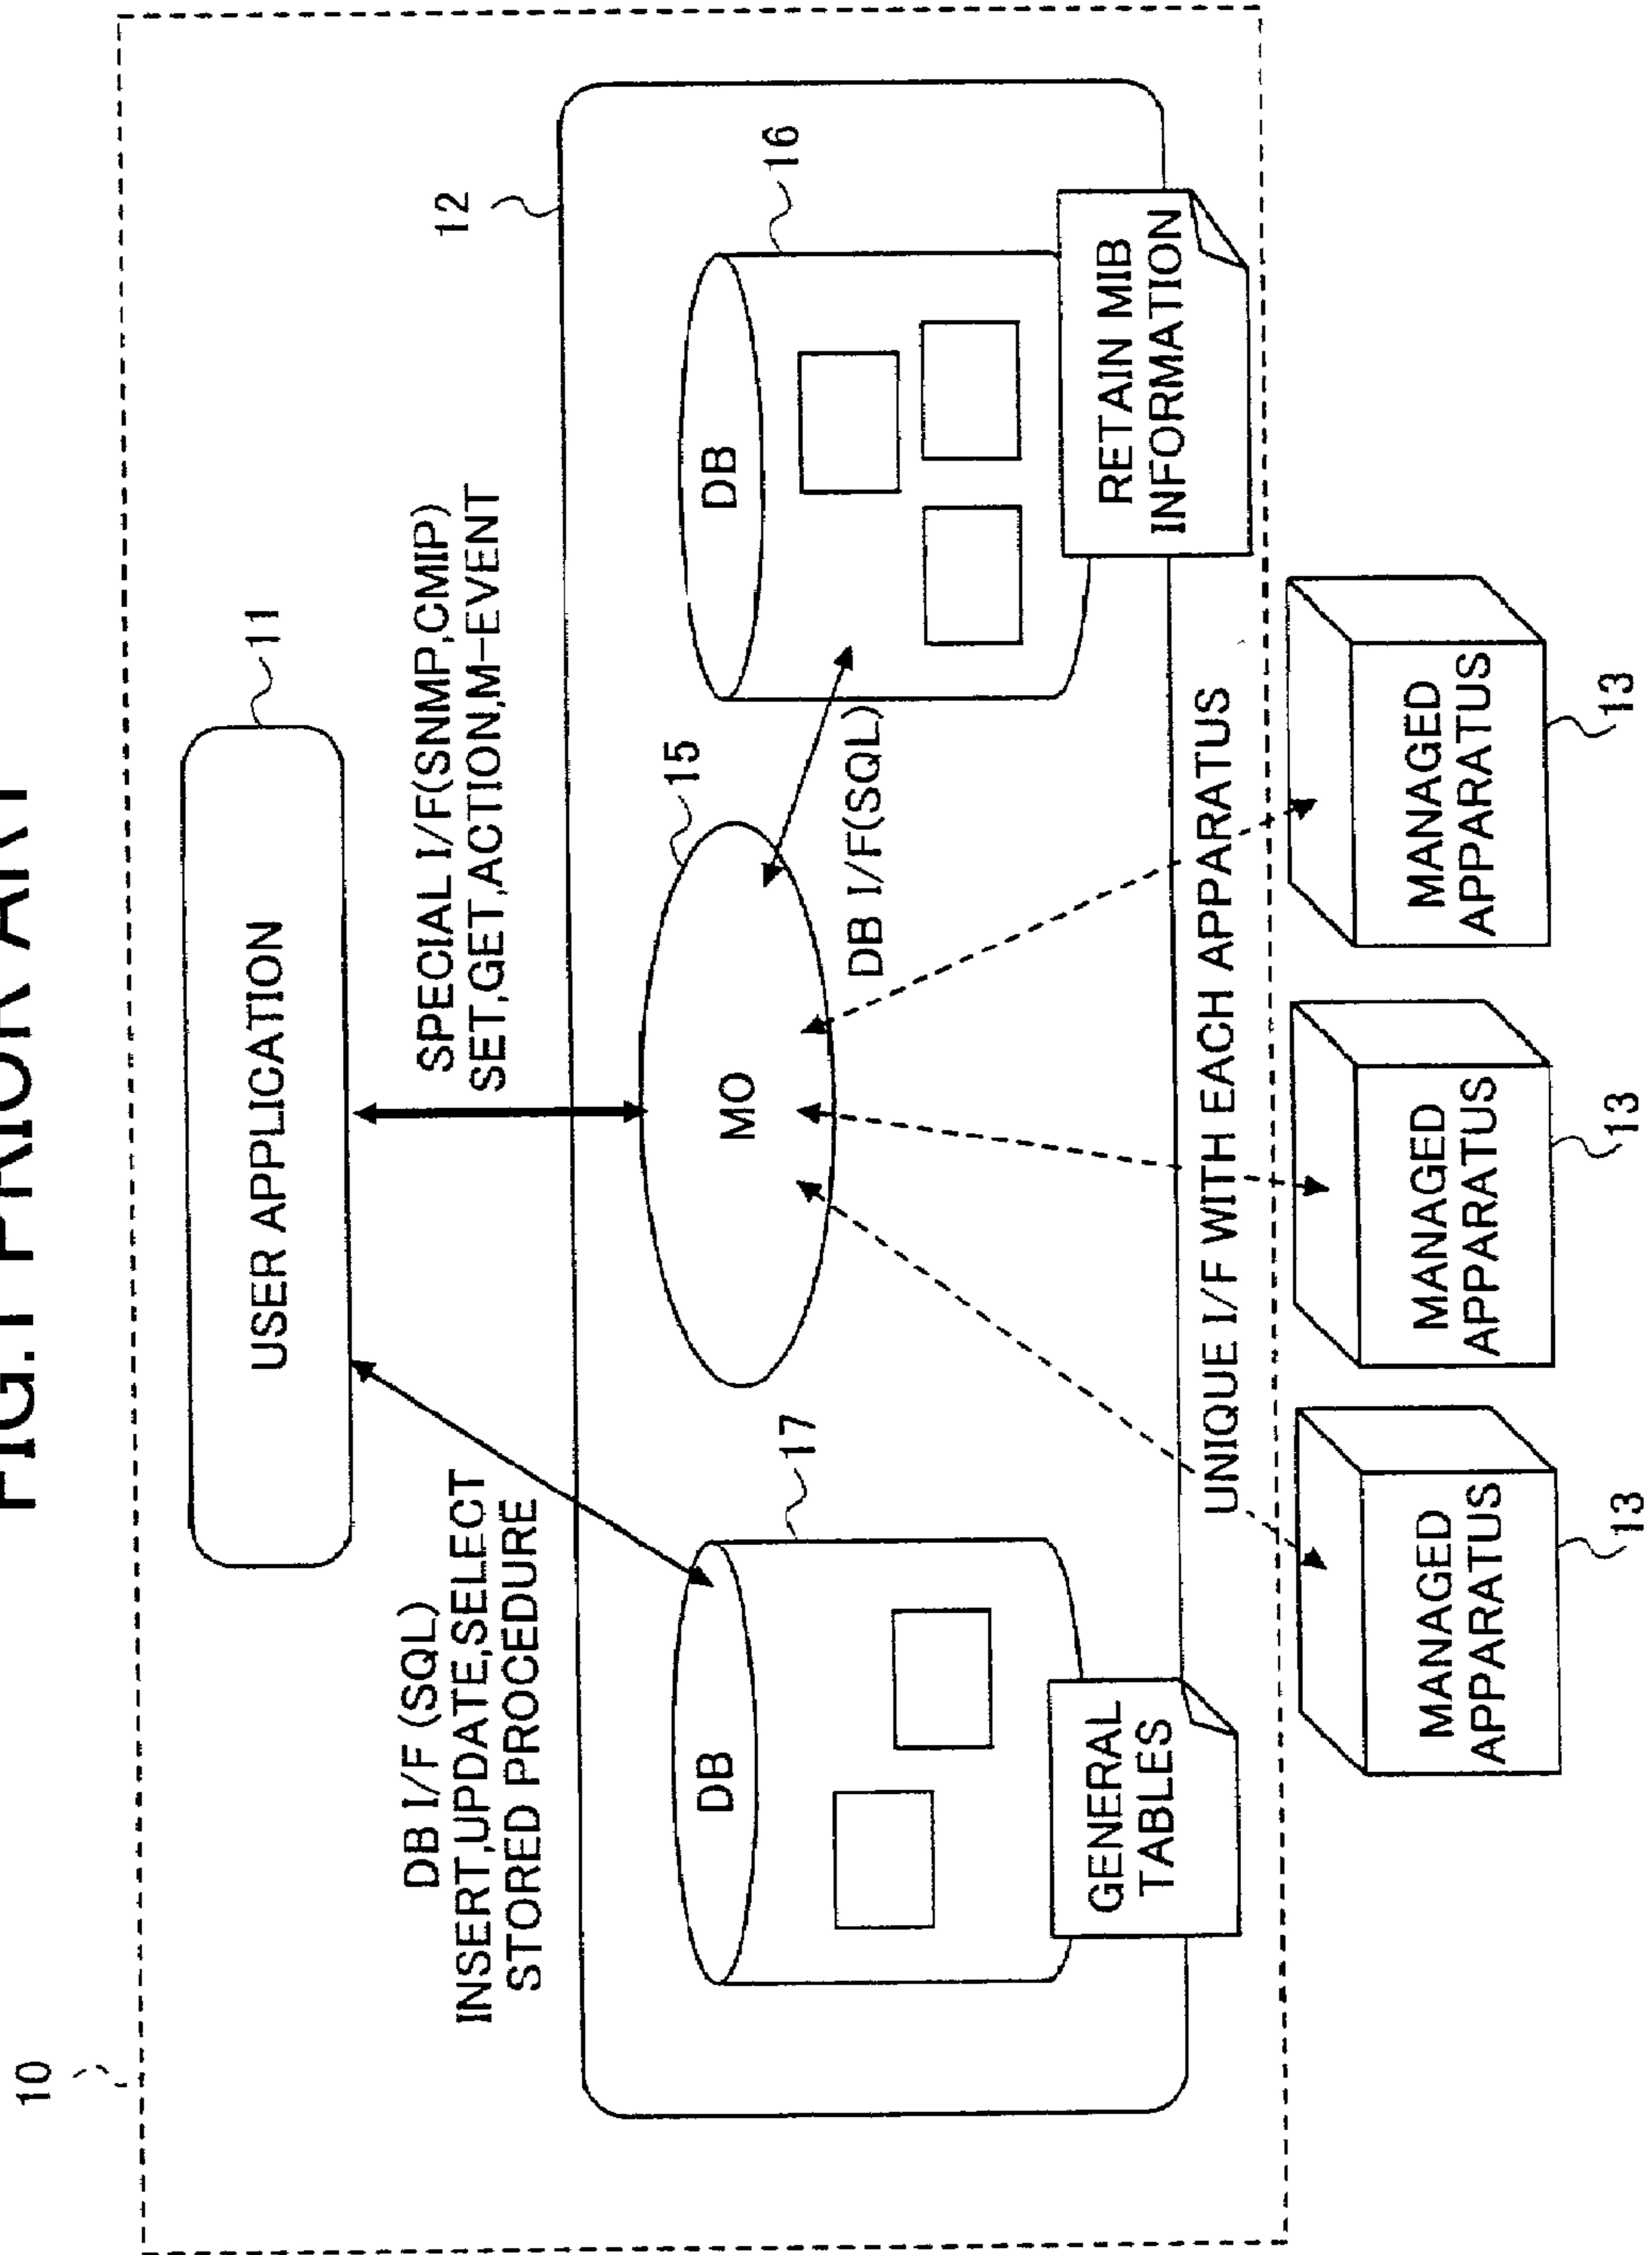 FIG.1 PRIOR ART
10
11
USER APPLICATION
DB I/F (SQL)
INSERT,UPDATE,SELECT
STORED PROCEDURE
SPECIAL I/F(SNMP,CMIP)
SET,GET,ACTION,M-EVENT
12
17
15
16
DB
MO
DB
DB I/F(SQL)
GENERAL
TABLES
RETAIN MIB
INFORMATION
UNIQUE I/F WITH EACH APPARATUS
MANAGED
APPARATUS
MANAGED
APPARATUS
MANAGED
APPARATUS
13
13
13